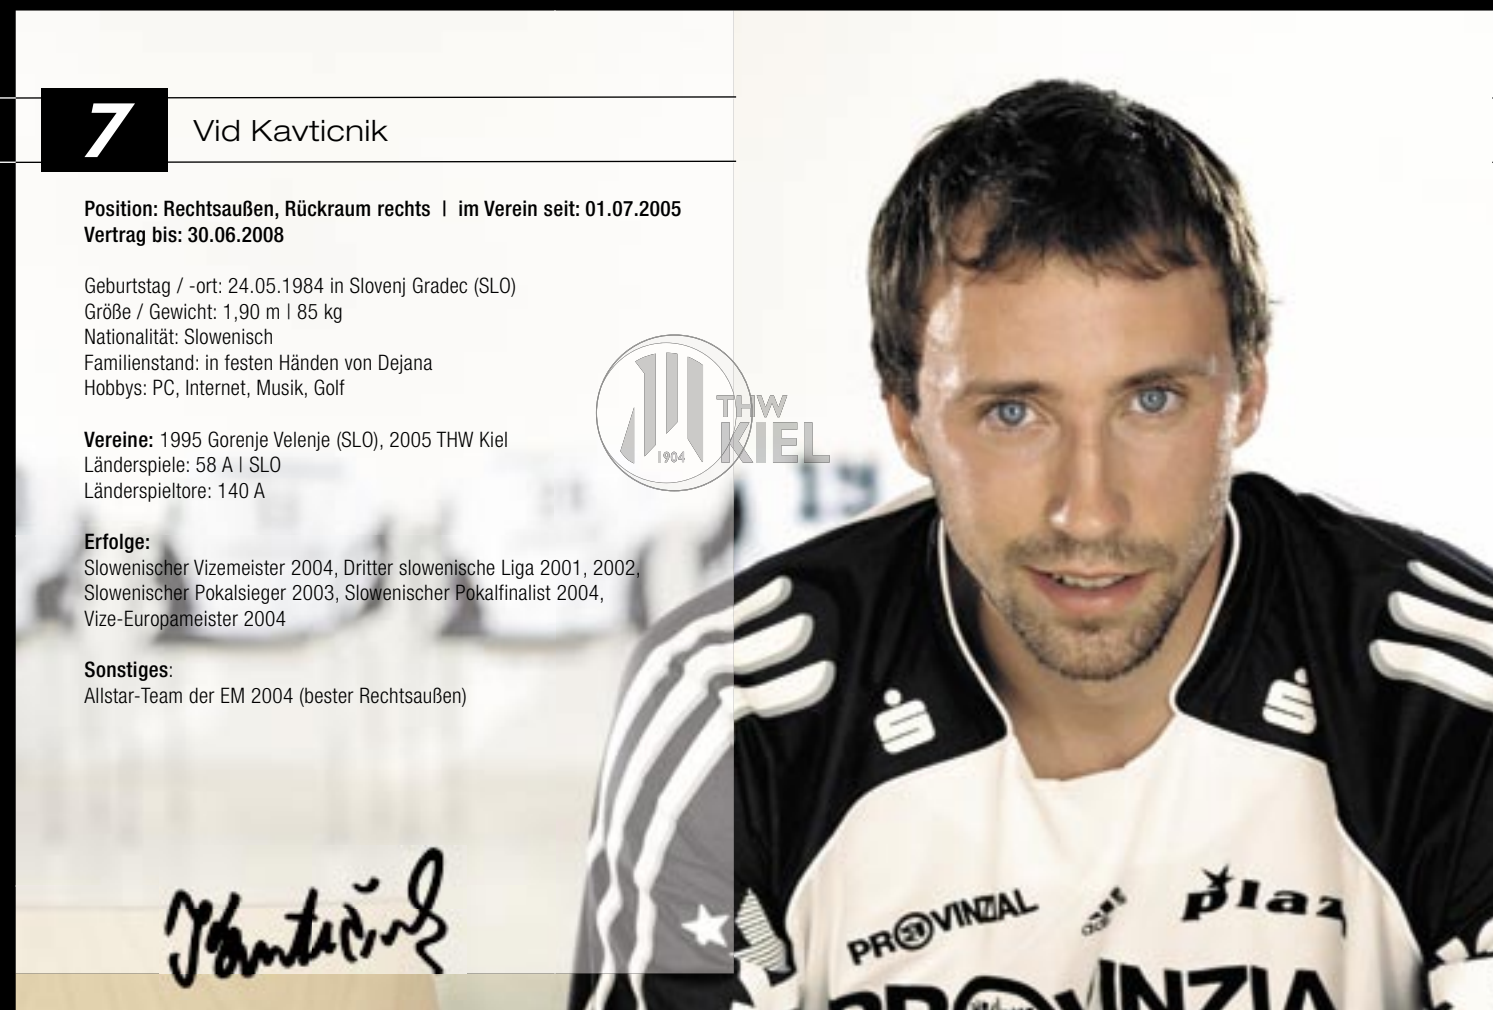 7
Vid Kavticnik
Position: Rechtsaußen, Rückraum rechts | im Verein seit: 01.07.2005
Vertrag bis: 30.06.2008
Geburtstag / -ort: 24.05.1984 in Slovenj Gradec (SLO)
Größe / Gewicht: 1,90 m | 85 kg
Nationalität: Slowenisch
Familienstand: in festen Händen von Dejana
Hobbys: PC, Internet, Musik, Golf
Vereine: 1995 Gorenje Velenje (SLO), 2005 THW Kiel
Länderspiele: 58 A | SLO
Länderspieltore: 140 A
Erfolge:
Slowenischer Vizemeister 2004, Dritter slowenische Liga 2001, 2002,
Slowenischer Pokalsieger 2003, Slowenischer Pokalfinalist 2004,
Vize-Europameister 2004
Sonstiges:
Allstar-Team der EM 2004 (bester Rechtsaußen)
THW
KIEL
1904
19
PROVINZIAL
adidas
plaza
PROVINZIA